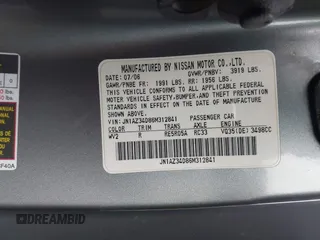 MANUFACTURED BY NISSAN MOTOR CO.,LTD.
DATE: 07/06 GVWR/PNBV: 3919 LBS.
GAWR/PNBE FR: 1991 LBS. RR: 1956 LBS.
THIS VEHICLE CONFORMS TO ALL APPLICABLE FEDERAL
MOTOR VEHICLE SAFETY, BUMPER, AND THEFT
PREVENTION STANDARDS IN EFFECT ON THE DATE OF
MANUFACTURE SHOWN ABOVE.
VIN: JN1AZ34D86M312841 PASSENGER CAR
COLOR TRIM TRANS AXLE ENGINE
WV2 R RE5R05A RC33 VQ35(DE) 3498CC
JN1AZ34D86M312841
F40A
© DREAMBID
dreambid.com